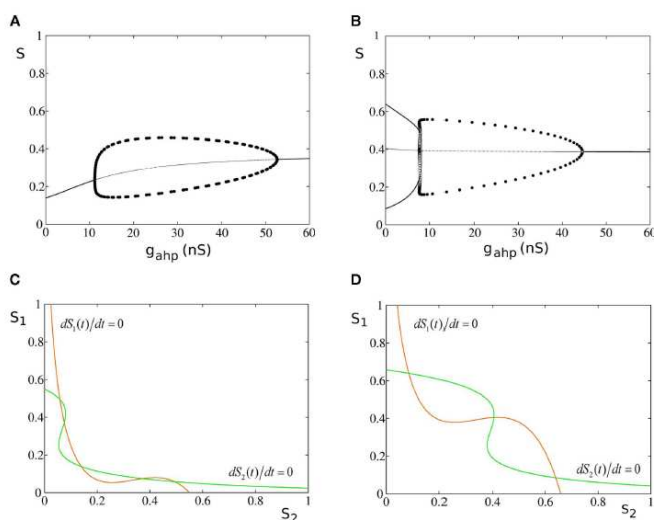 A
B
1
S
0.8
0.6
0.4
0.2
0
0 10 20 30 40 50 60
g_ahp (nS)
1
S
0.8
0.6
0.4
0.2
0
0 10 20 30 40 50 60
g_ahp (nS)
C
D
1
S₁
0.8
0.6
0.4
0.2
0
dS₁(t)/dt = 0
dS₂(t)/dt = 0
0 0.2 0.4 0.6 0.8 1
S₂
1
S₁
0.8
0.6
0.4
0.2
0
dS₁(t)/dt = 0
dS₂(t)/dt = 0
0 0.2 0.4 0.6 0.8 1
S₂